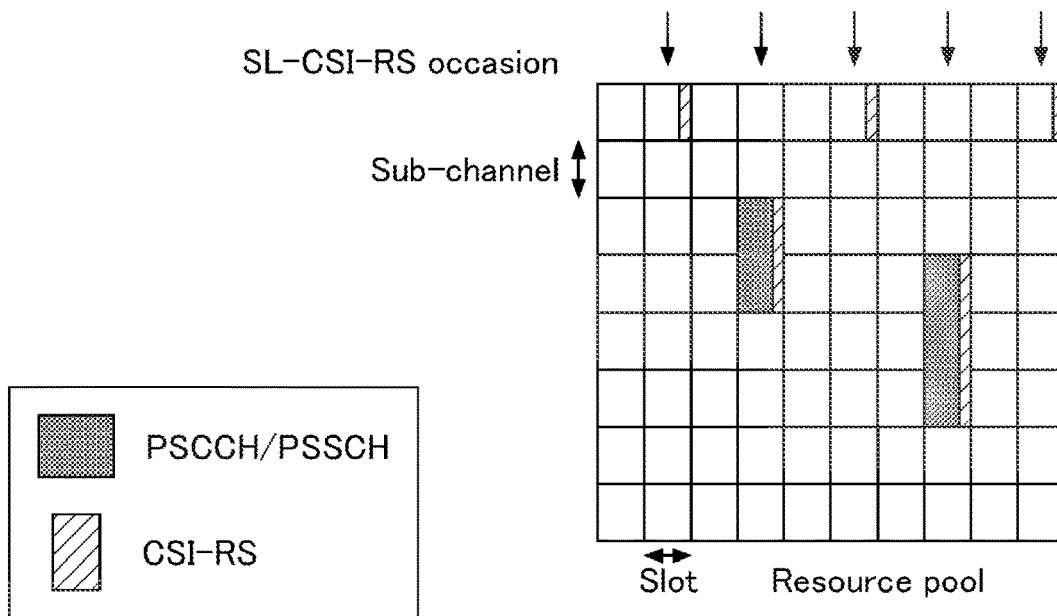 SL-CSI-RS occasion
Sub-channel
PSCCH/PSSCH
CSI-RS
Slot
Resource pool